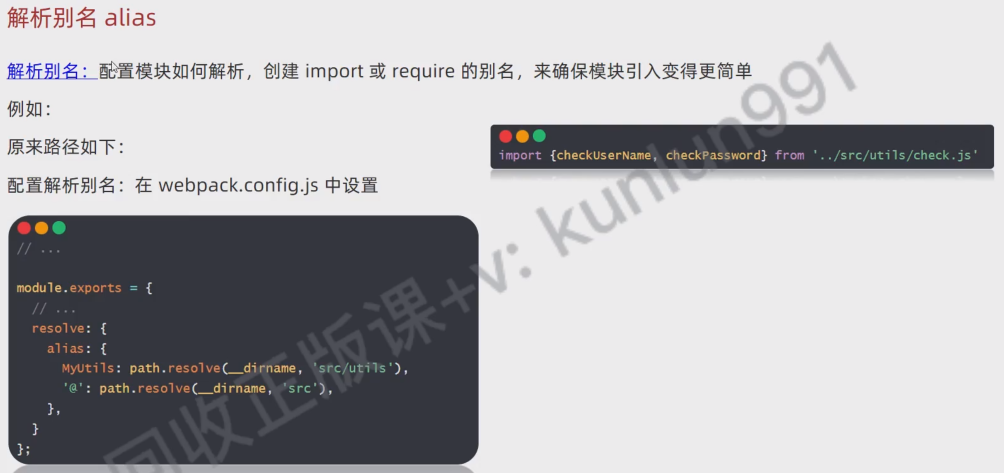 解析别名 alias
解析别名：配置模块如何解析，创建 import 或 require 的别名，来确保模块引入变得更简单
例如：
原来路径如下：
import {checkUserName, checkPassword} from '../src/utils/check.js'
配置解析别名：在 webpack.config.js 中设置
// ...
module.exports = {
  // ...
  resolve: {
    alias: {
      MyUtils: path.resolve(__dirname, 'src/utils'),
      '@': path.resolve(__dirname, 'src'),
    },
  }
};
回收正版课+v: kunlun991